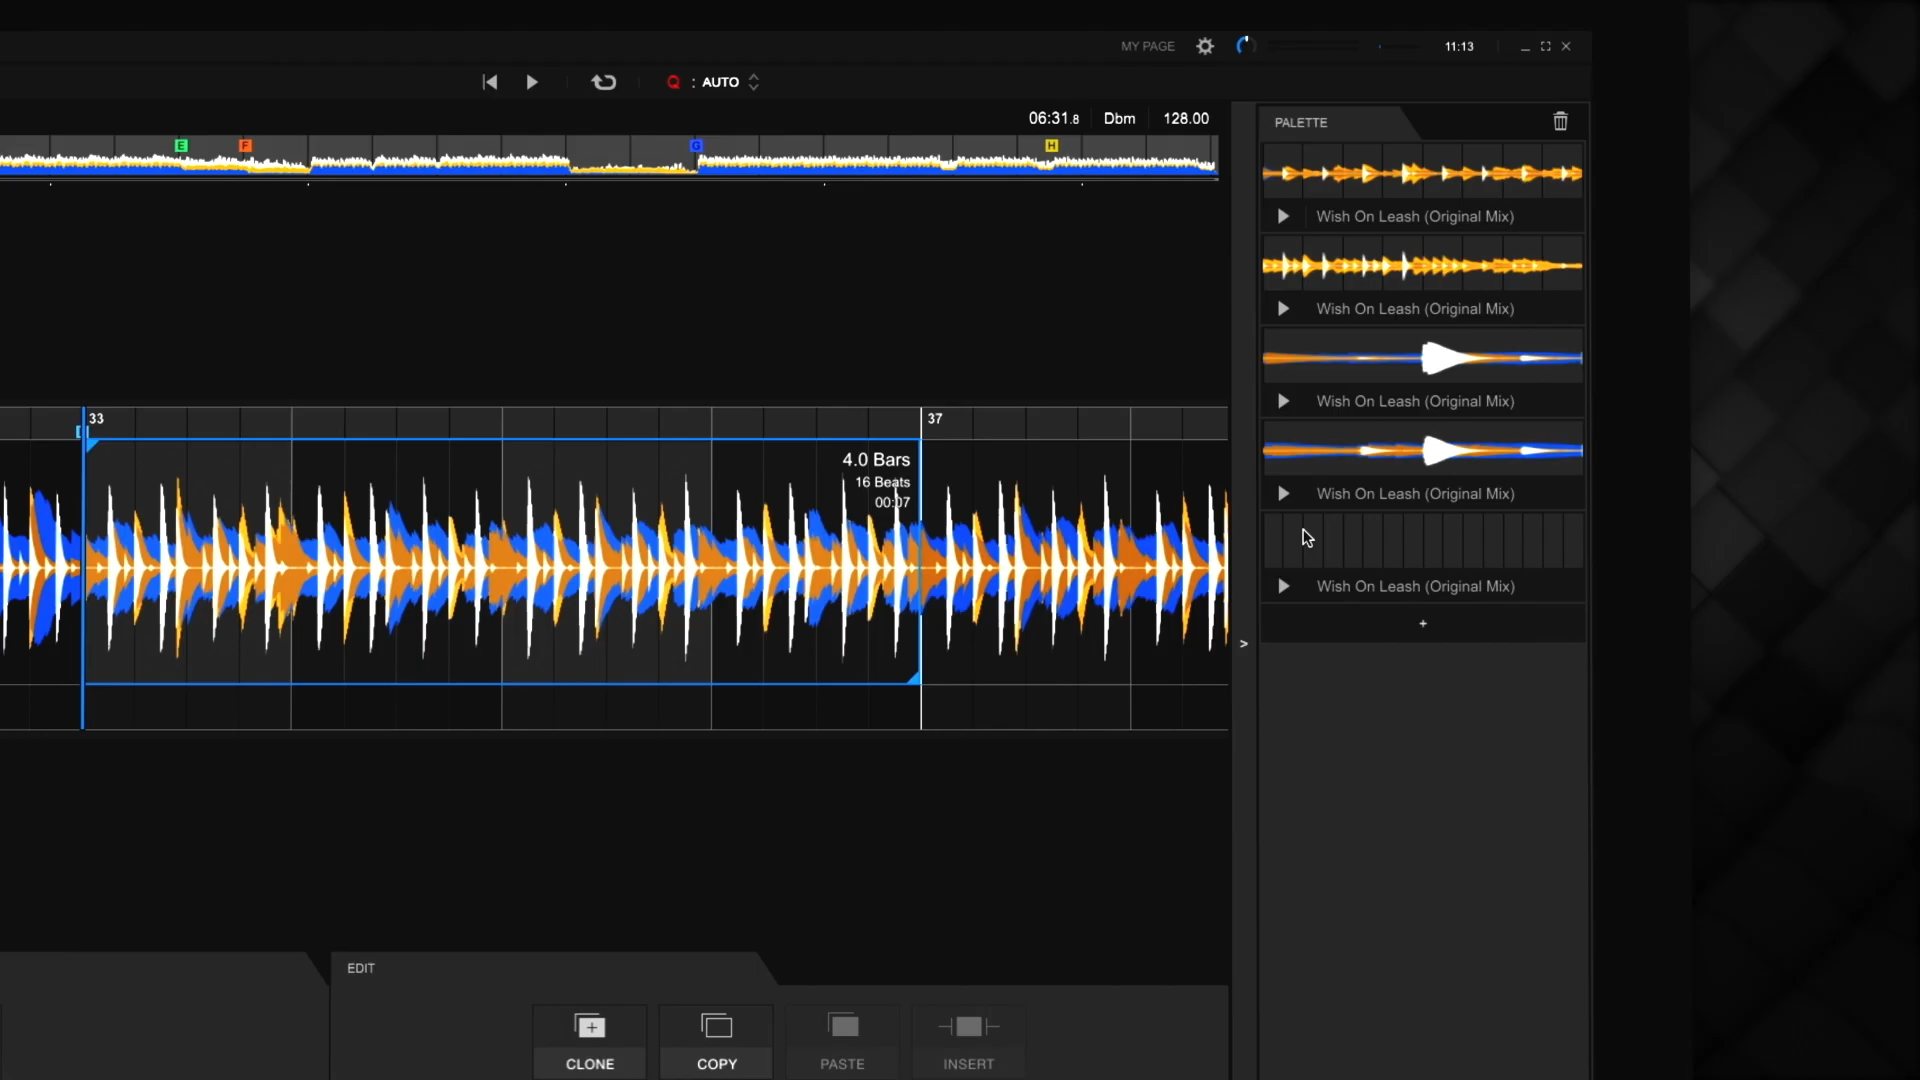 MY PAGE
11:13
Q : AUTO
06:31.8 Dbm 128.00
PALETTE
E F G H
Wish On Leash (Original Mix)
Wish On Leash (Original Mix)
Wish On Leash (Original Mix)
Wish On Leash (Original Mix)
Wish On Leash (Original Mix)
+
33
37
4.0 Bars
16 Beats
00:07
>
EDIT
CLONE
COPY
PASTE
INSERT